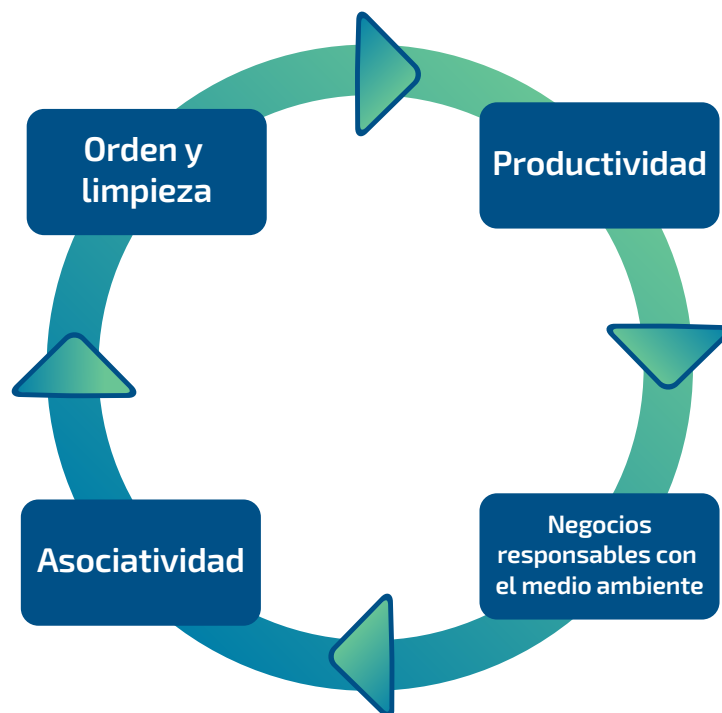 Orden y
limpieza
Productividad
Negocios
responsables con
el medio ambiente
Asociatividad